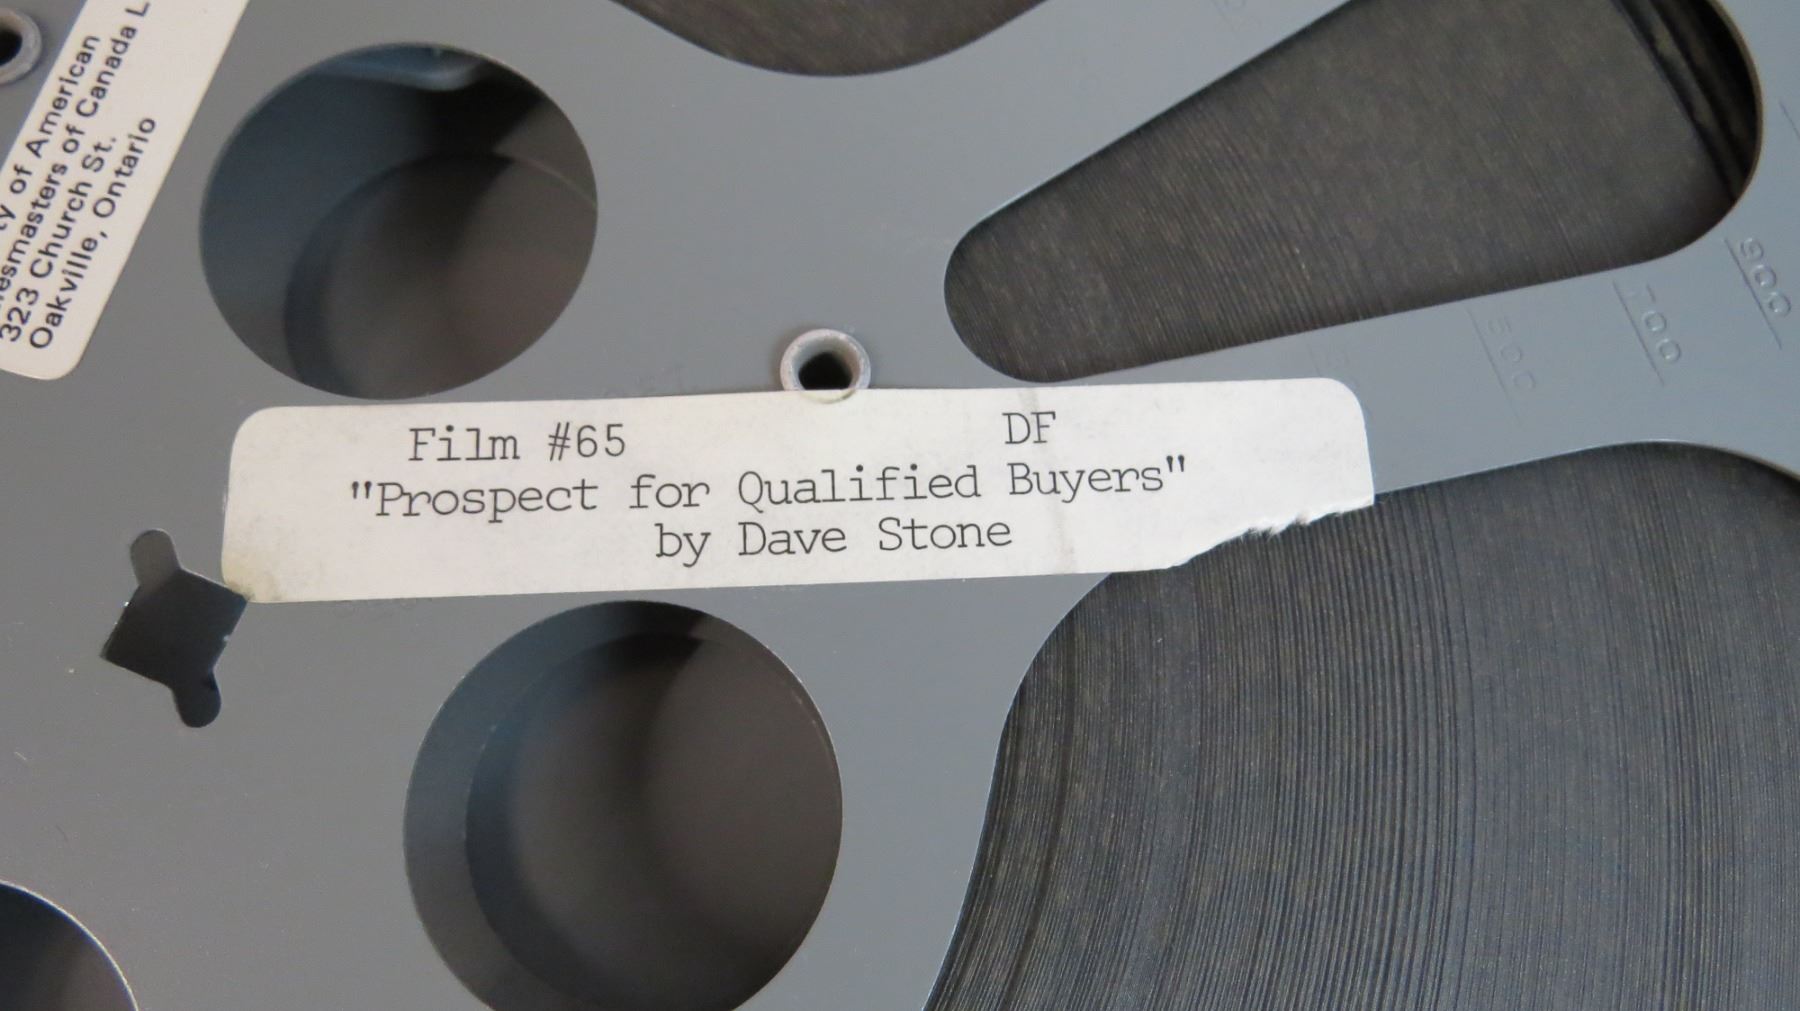 of American
of Canada
323 Church St.
Oakville, Ontario
Film #65 DF
"Prospect for Qualified Buyers"
by Dave Stone
500
700
900